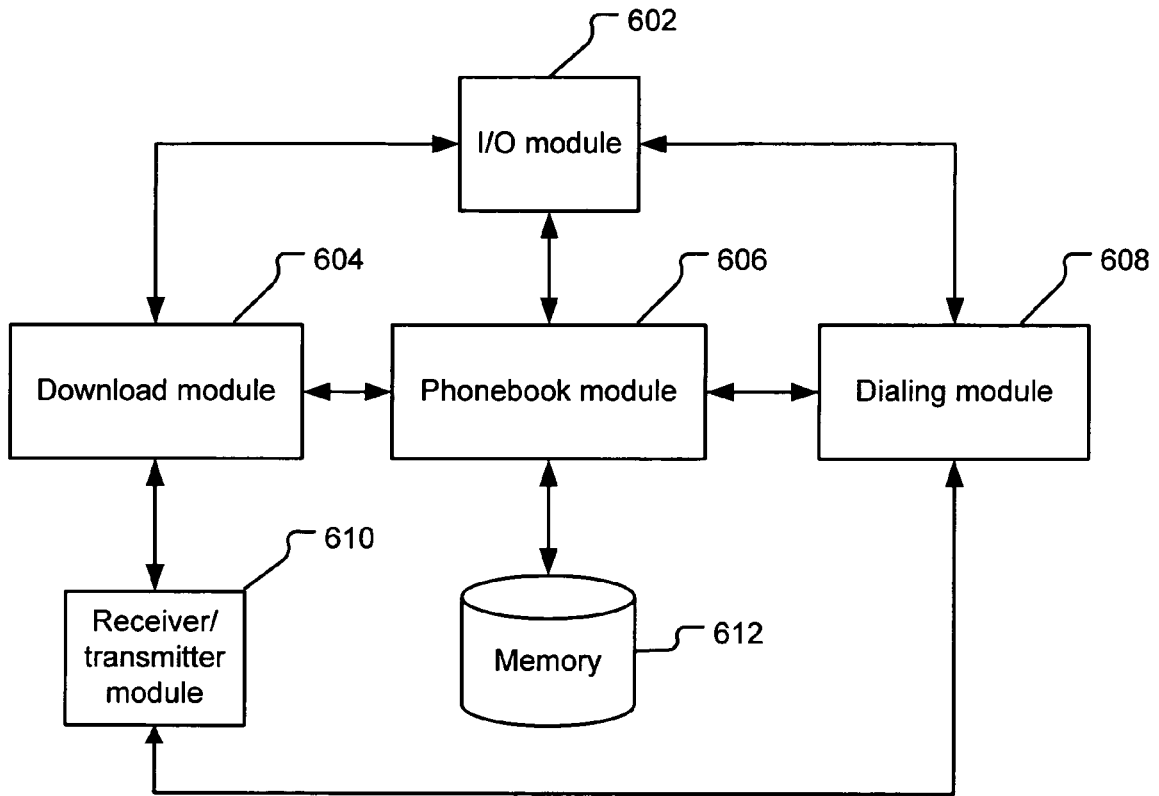 602
I/O module
604
606
608
Download module
Phonebook module
Dialing module
610
Receiver/
transmitter
module
612
Memory